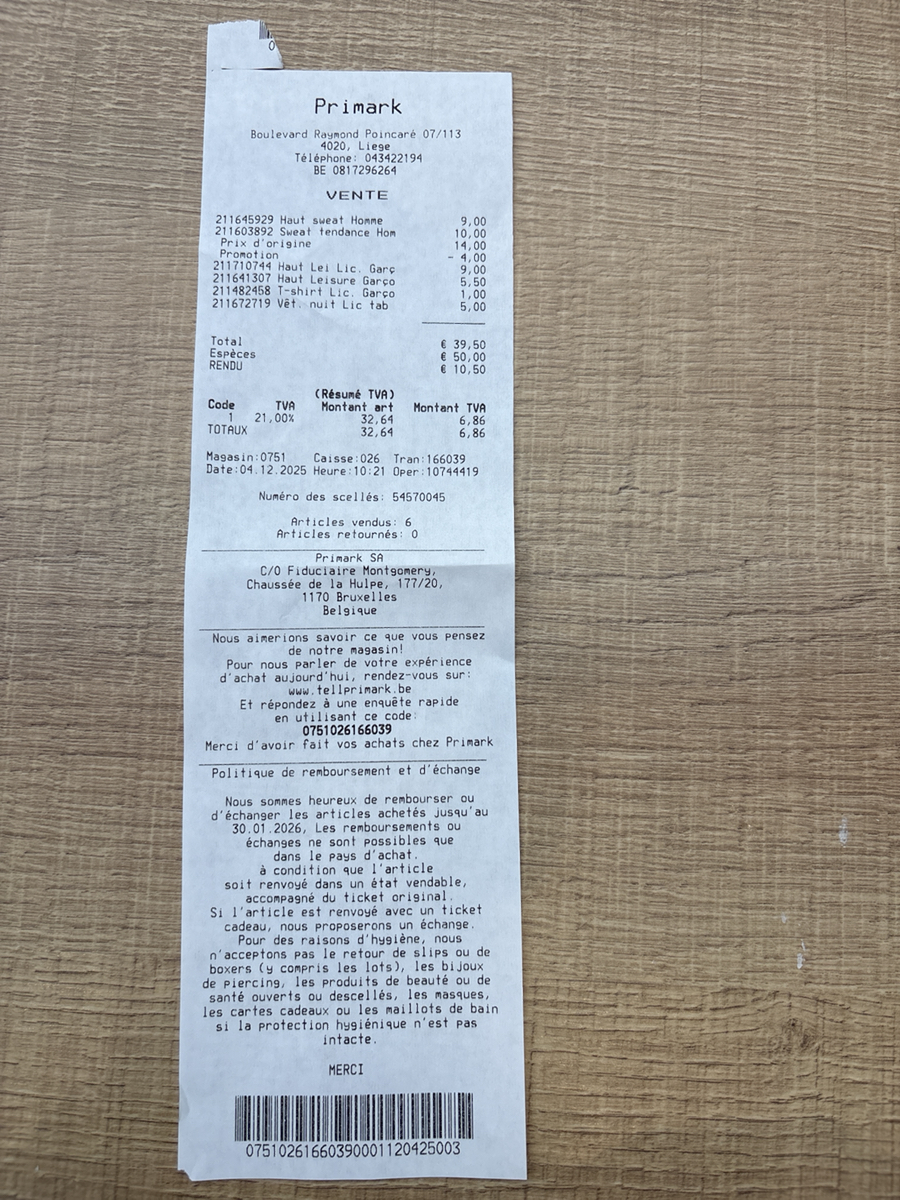 0
Primark
Boulevard Raymond Poincaré 07/113
4020, Liege
Téléphone: 043422194
BE 0817296264
VENTE
211645929 Haut sweat Homme 9,00
211603892 Sweat tendance Hom 10,00
Prix d'origine 14,00
Promotion - 4,00
211710744 Haut Lei Lic. Garç 9,00
211641307 Haut Leisure Garço 5,50
211482458 T-shirt Lic. Garço 1,00
211672719 Vêt. nuit Lic tab 5,00
Total € 39,50
Espèces € 50,00
RENDU € 10,50
(Résumé TVA)
Code TVA Montant art Montant TVA
1 21,00% 32,64 6,86
TOTAUX 32,64 6,86
Magasin:0751 Caisse:026 Tran:166039
Date:04.12.2025 Heure:10:21 Oper:10744419
Numéro des scellés: 54570045
Articles vendus: 6
Articles retournés: 0
Primark SA
C/O Fiduciaire Montgomery,
Chaussée de la Hulpe, 177/20,
1170 Bruxelles
Belgique
Nous aimerions savoir ce que vous pensez
de notre magasin!
Pour nous parler de votre expérience
d'achat aujourd'hui, rendez-vous sur:
www.tellprimark.be
Et répondez à une enquête rapide
en utilisant ce code:
0751026166039
Merci d'avoir fait vos achats chez Primark
Politique de remboursement et d'échange
Nous sommes heureux de rembourser ou
d'échanger les articles achetés jusqu'au
30.01.2026, Les remboursements ou
échanges ne sont possibles que
dans le pays d'achat.
à condition que l'article
soit renvoyé dans un état vendable,
accompagné du ticket original.
Si l'article est renvoyé avec un ticket
cadeau, nous proposerons un échange.
Pour des raisons d'hygiène, nous
n'acceptons pas le retour de slips ou de
boxers (y compris les lots), les bijoux
de piercing, les produits de beauté ou de
santé ouverts ou descellés, les masques,
les cartes cadeaux ou les maillots de bain
si la protection hygiénique n'est pas
intacte.
MERCI
07510261660390001120425003